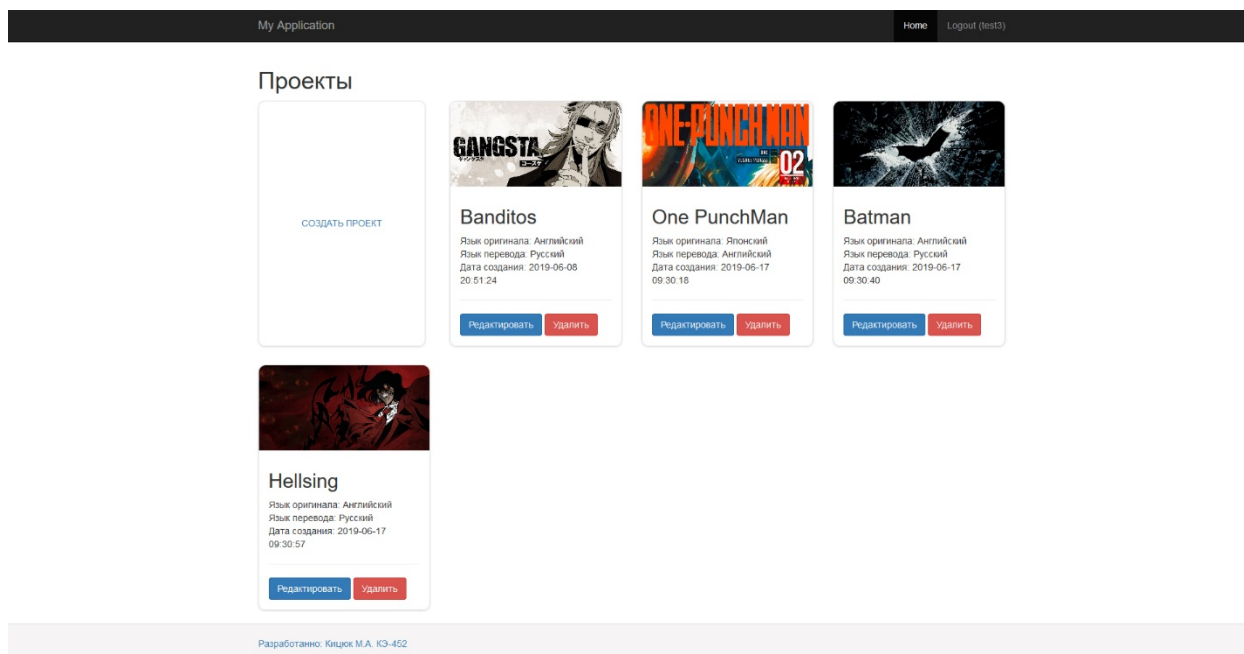 My Application
Home
Logout (test3)
Проекты
СОЗДАТЬ ПРОЕКТ
GANGSTA
Banditos
Язык оригинала: Английский
Язык перевода: Русский
Дата создания: 2019-06-08
20:51:24
Редактировать
Удалить
ONE-PUNCH MAN
02
One PunchMan
Язык оригинала: Японский
Язык перевода: Английский
Дата создания: 2019-06-17
09:30:18
Редактировать
Удалить
Batman
Язык оригинала: Английский
Язык перевода: Русский
Дата создания: 2019-06-17
09:30:40
Редактировать
Удалить
Hellsing
Язык оригинала: Английский
Язык перевода: Русский
Дата создания: 2019-06-17
09:30:57
Редактировать
Удалить
Разработанно: Кицюк М.А. КЭ-452